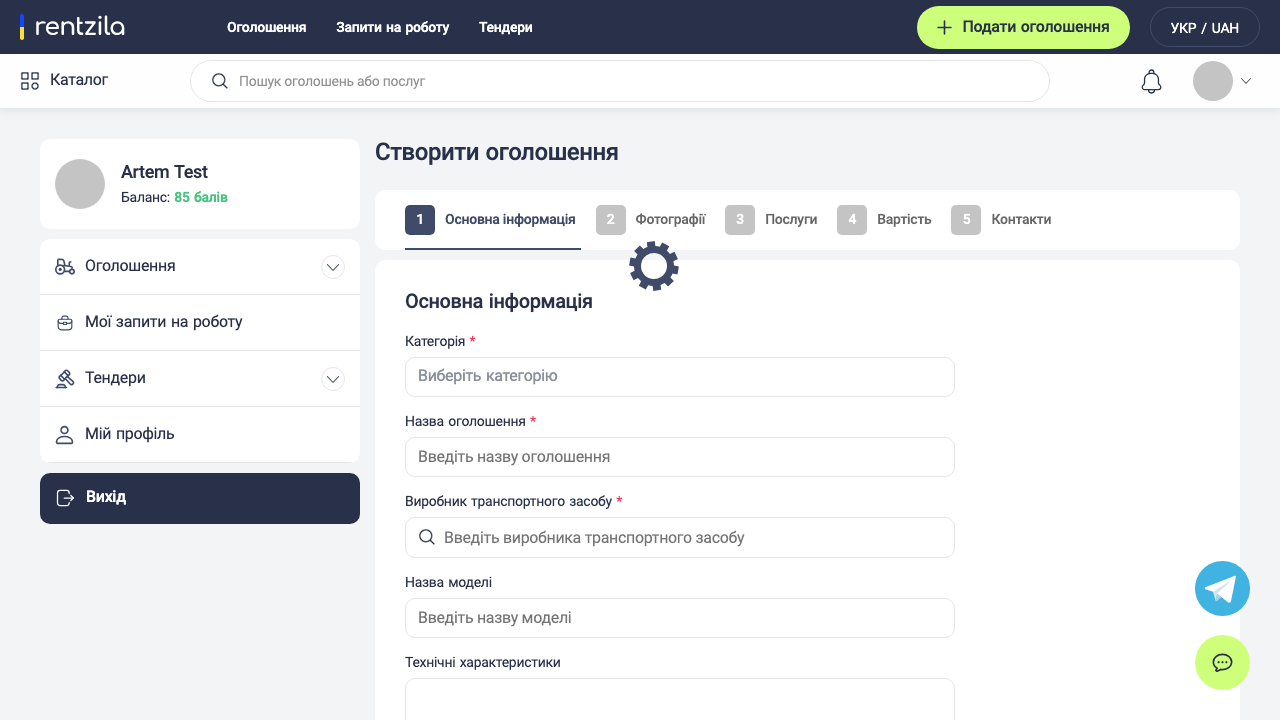 rentzila
Оголошення
Запити на роботу
Тендери
Подати оголошення
УКР / UAH
Каталог
Пошук оголошень або послуг
Artem Test
Баланс: 85 балів
Оголошення
Мої запити на роботу
Тендери
Мій профіль
Вихід
Створити оголошення
1 Основна інформація
2 Фотографії
3 Послуги
4 Вартість
5 Контакти
Основна інформація
Категорія *
Виберіть категорію
Назва оголошення *
Введіть назву оголошення
Виробник транспортного засобу *
Введіть виробника транспортного засобу
Назва моделі
Введіть назву моделі
Технічні характеристики